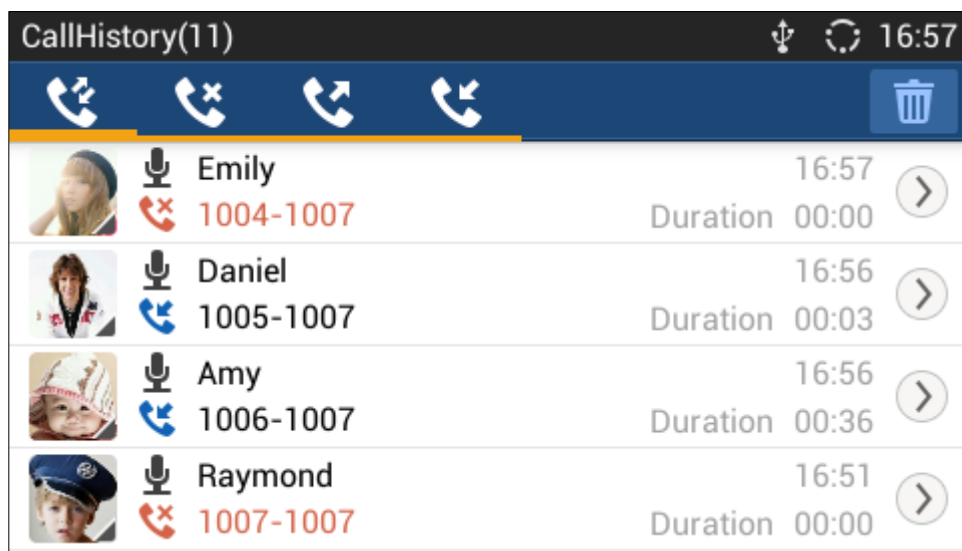 CallHistory(11) 16:57
Emily 16:57
1004-1007 Duration 00:00
Daniel 16:56
1005-1007 Duration 00:03
Amy 16:56
1006-1007 Duration 00:36
Raymond 16:51
1007-1007 Duration 00:00